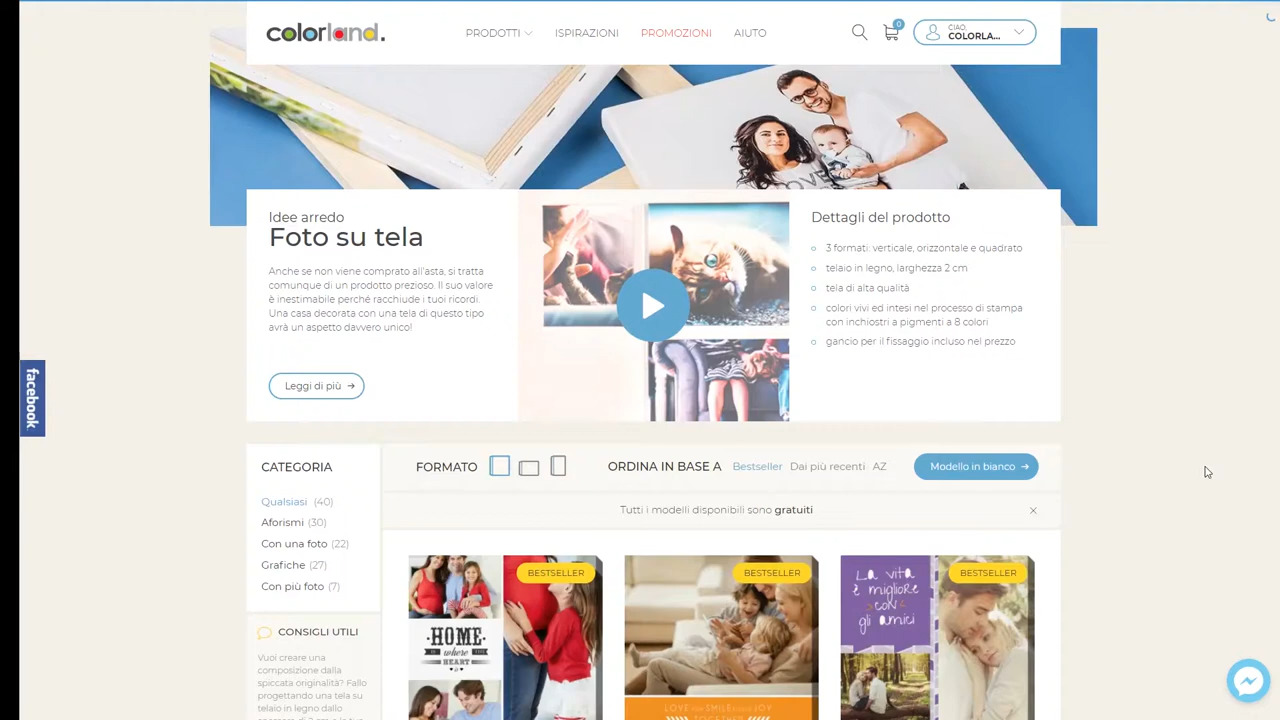 colorland.
PRODOTTI
ISPIRAZIONI
PROMOZIONI
AIUTO
0
CIAO,
COLORLA...
LOVE
Idee arredo
Foto su tela
Anche se non viene comprato all'asta, si tratta
comunque di un prodotto prezioso. Il suo valore
è inestimabile perché racchiude i tuoi ricordi.
Una casa decorata con una tela di questo tipo
avrà un aspetto davvero unico!
Leggi di più
Dettagli del prodotto
3 formati: verticale, orizzontale e quadrato
telaio in legno, larghezza 2 cm
tela di alta qualità
colori vivi ed intesi nel processo di stampa
con inchiostri a pigmenti a 8 colori
gancio per il fissaggio incluso nel prezzo
facebook
CATEGORIA
Qualsiasi (40)
Aforismi (30)
Con una foto (22)
Grafiche (27)
Con più foto (7)
CONSIGLI UTILI
Vuoi creare una
composizione dalla
spiccata originalità? Fallo
progettando una tela su
telaio in legno dallo
FORMATO
ORDINA IN BASE A
Bestseller Dai più recenti AZ
Modello in bianco
Tutti i modelli disponibili sono gratuiti
BESTSELLER
HOME
where
HEART
BESTSELLER
LOVE SMILE JOY
TOGETHER
BESTSELLER
La vita
è migliore
con
gli amici